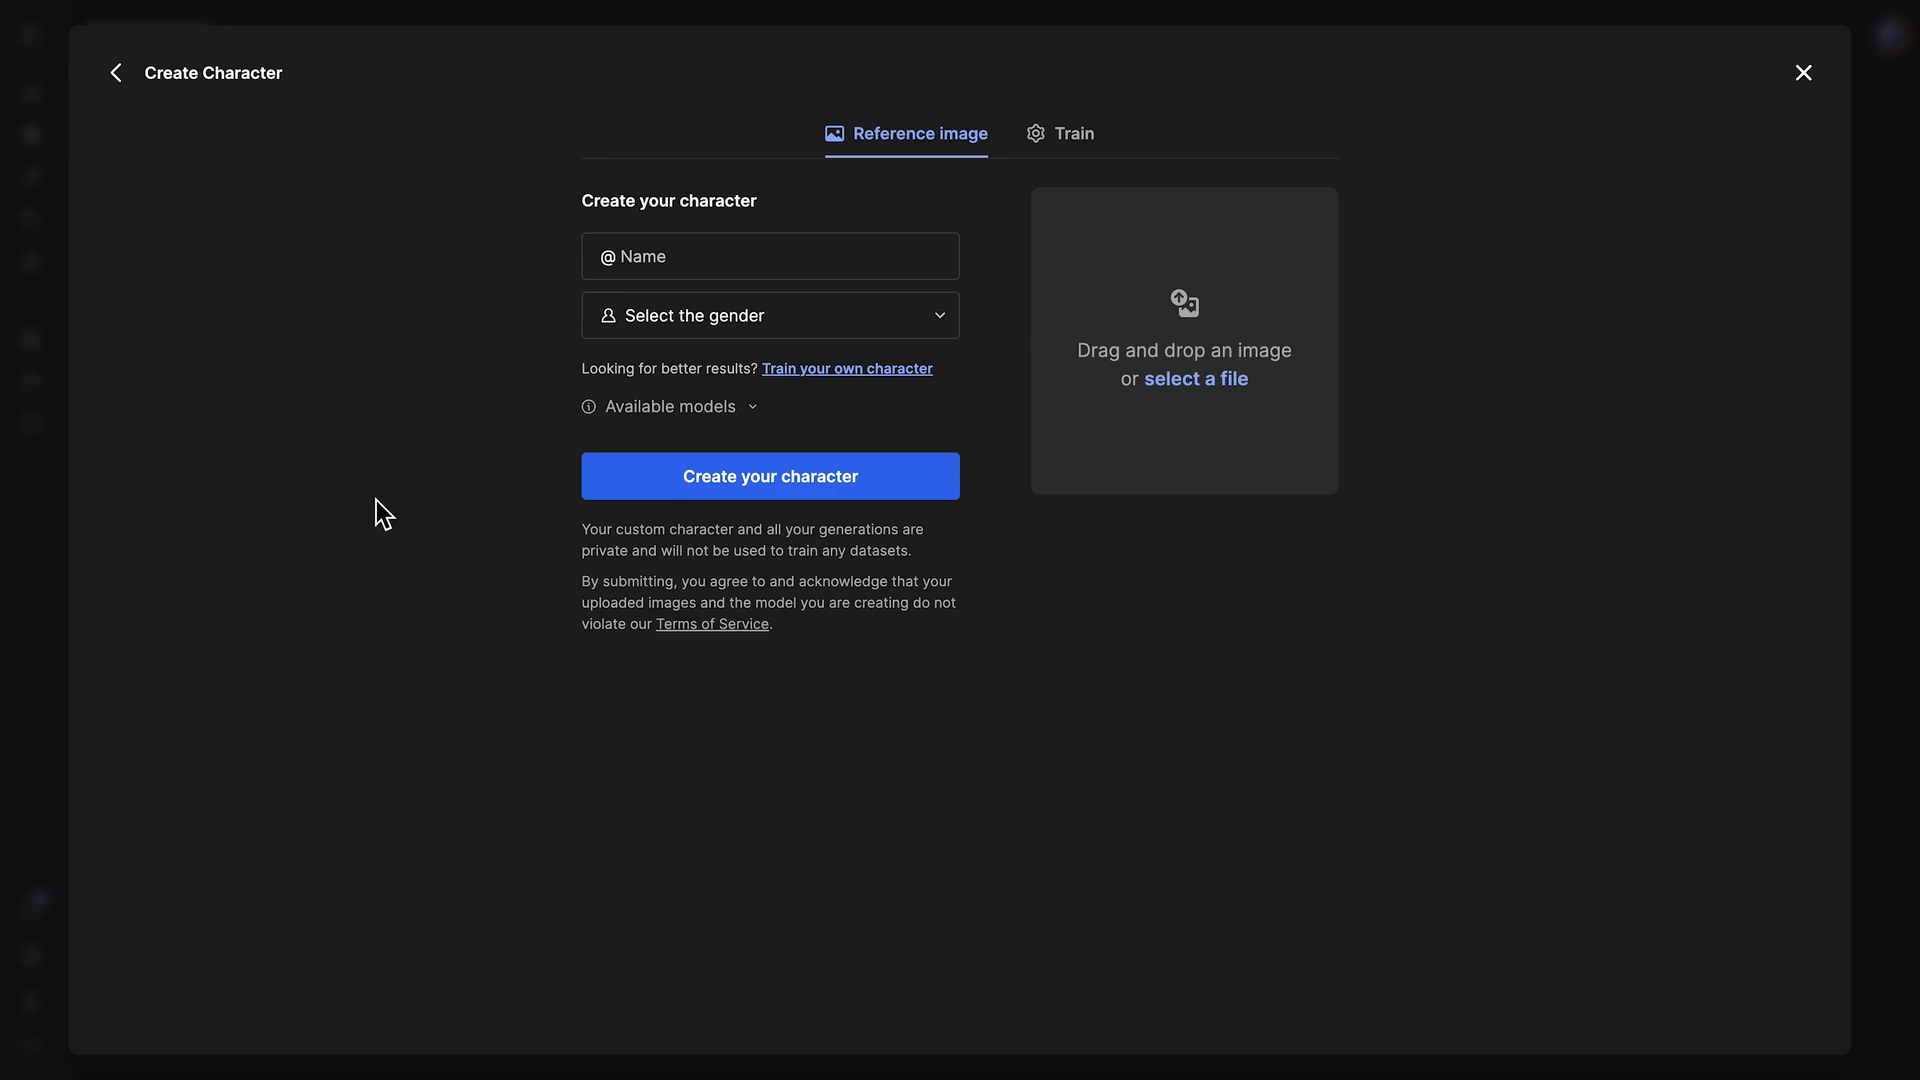 Create Character
Reference image
Train
Create your character
@ Name
Select the gender
Looking for better results? Train your own character
Available models
Create your character
Your custom character and all your generations are
private and will not be used to train any datasets.
By submitting, you agree to and acknowledge that your
uploaded images and the model you are creating do not
violate our Terms of Service.
Drag and drop an image
or select a file